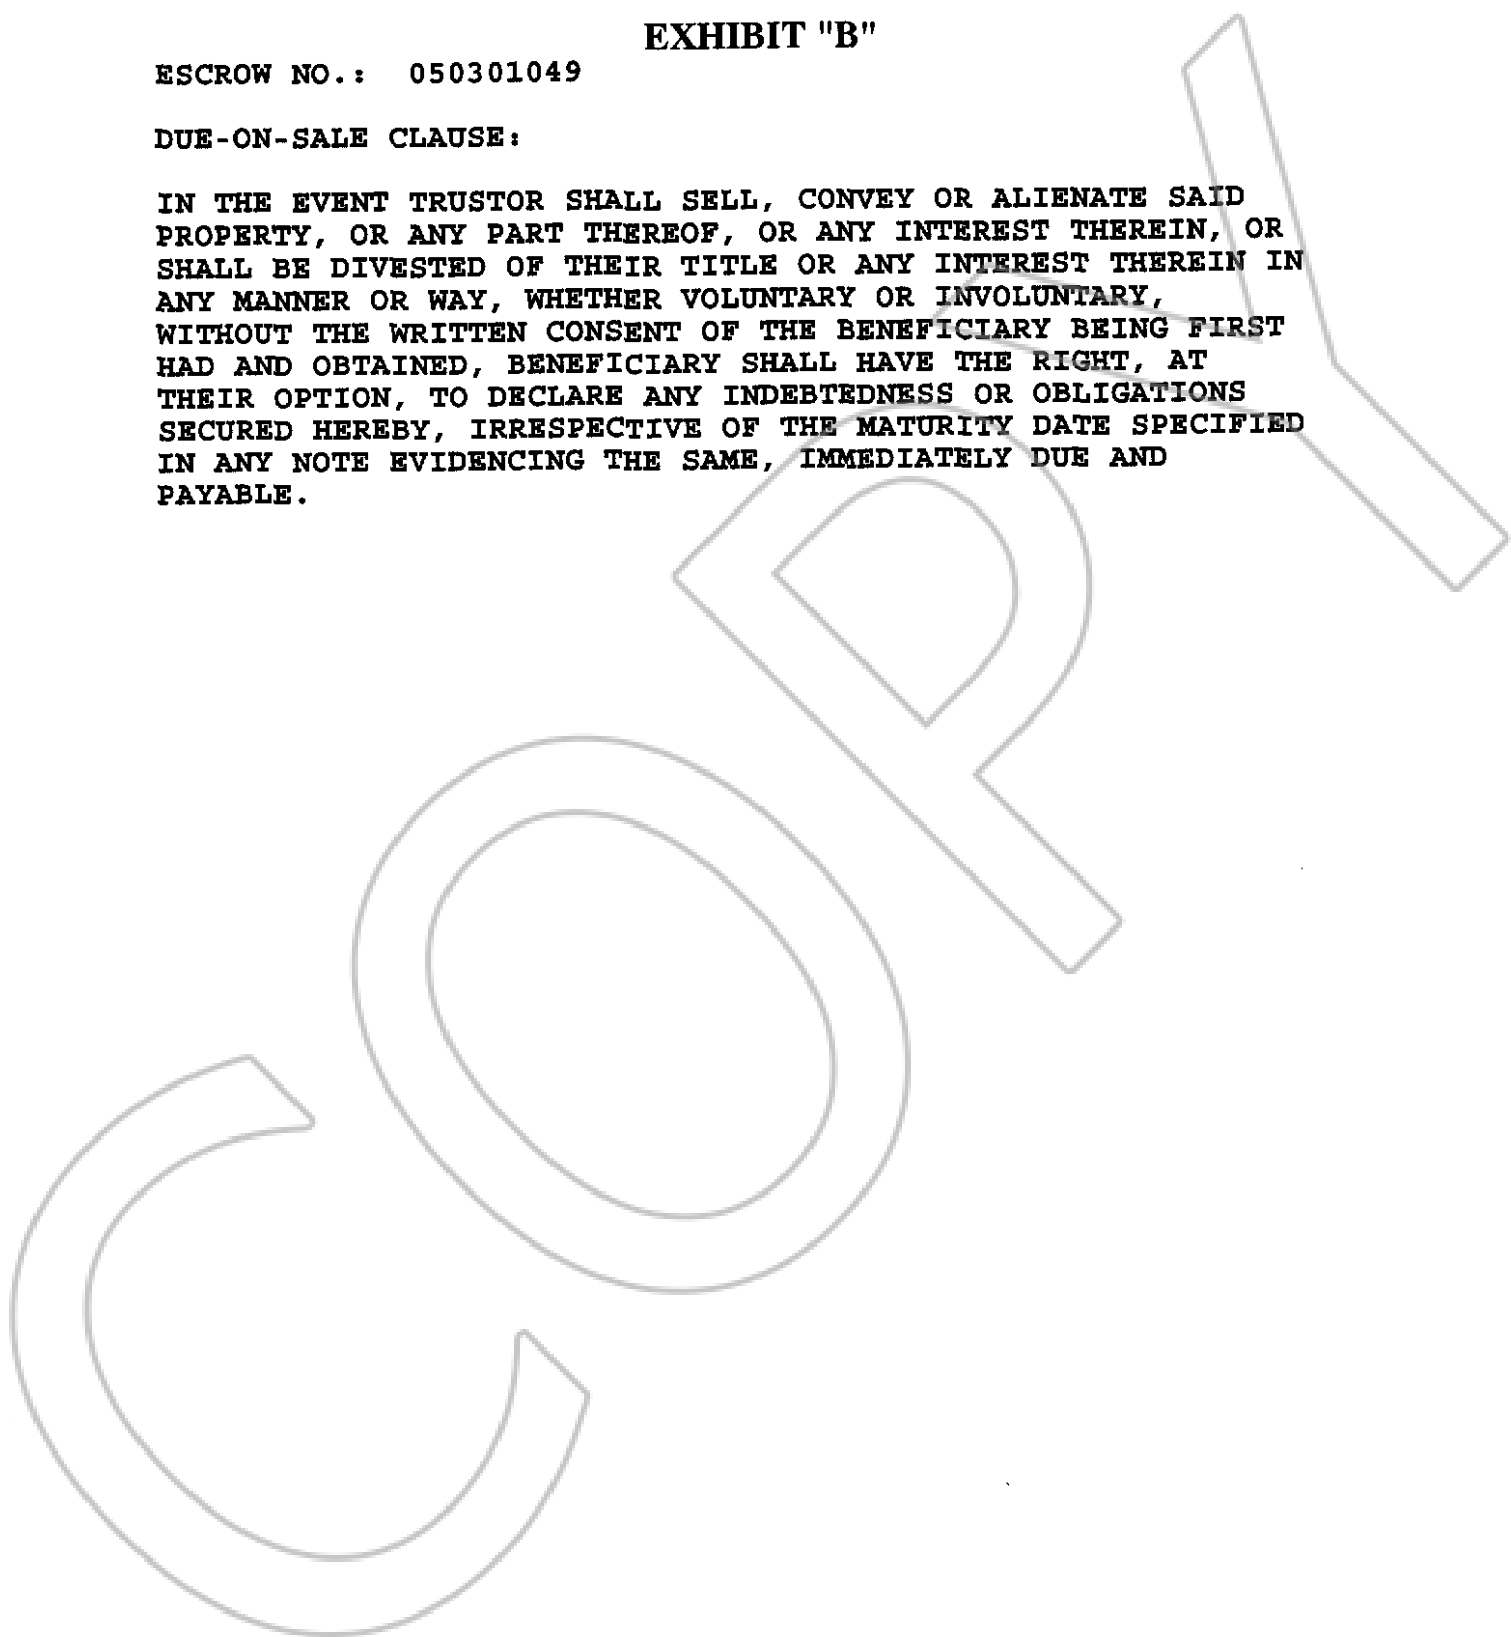 EXHIBIT "B"
ESCROW NO.: 050301049
DUE-ON-SALE CLAUSE:
IN THE EVENT TRUSTOR SHALL SELL, CONVEY OR ALIENATE SAID
PROPERTY, OR ANY PART THEREOF, OR ANY INTEREST THEREIN, OR
SHALL BE DIVESTED OF THEIR TITLE OR ANY INTEREST THEREIN IN
ANY MANNER OR WAY, WHETHER VOLUNTARY OR INVOLUNTARY,
WITHOUT THE WRITTEN CONSENT OF THE BENEFICIARY BEING FIRST
HAD AND OBTAINED, BENEFICIARY SHALL HAVE THE RIGHT, AT
THEIR OPTION, TO DECLARE ANY INDEBTEDNESS OR OBLIGATIONS
SECURED HEREBY, IRRESPECTIVE OF THE MATURITY DATE SPECIFIED
IN ANY NOTE EVIDENCING THE SAME, IMMEDIATELY DUE AND
PAYABLE.
COPY